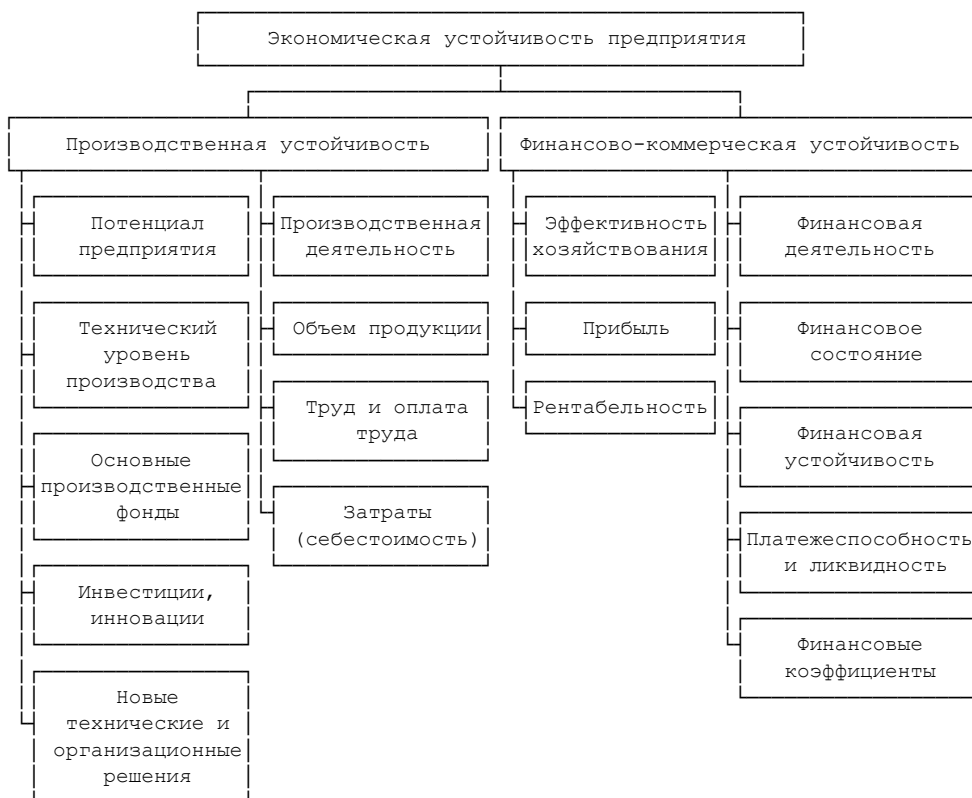 Экономическая устойчивость предприятия
Производственная устойчивость
Финансово-коммерческая устойчивость
Потенциал
предприятия
Технический
уровень
производства
Основные
производственные
фонды
Инвестиции,
инновации
Новые
технические и
организационные
решения
Производственная
деятельность
Объем продукции
Труд и оплата
труда
Затраты
(себестоимость)
Эффективность
хозяйствования
Прибыль
Рентабельность
Финансовая
деятельность
Финансовое
состояние
Финансовая
устойчивость
Платежеспособность
и ликвидность
Финансовые
коэффициенты